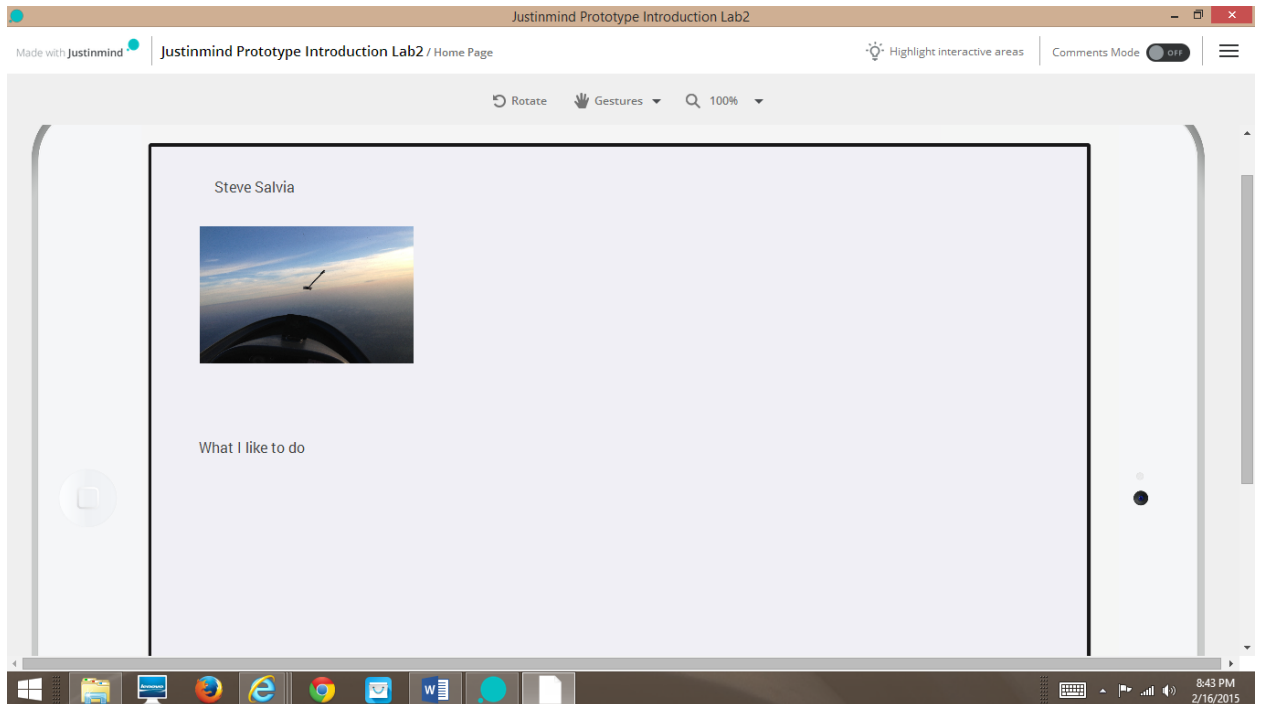 Justinmind Prototype Introduction Lab2
Made with Justinmind
Justinmind Prototype Introduction Lab2 / Home Page
Highlight interactive areas
Comments Mode OFF
Rotate Gestures 100%
Steve Salvia
What I like to do
8:43 PM
2/16/2015